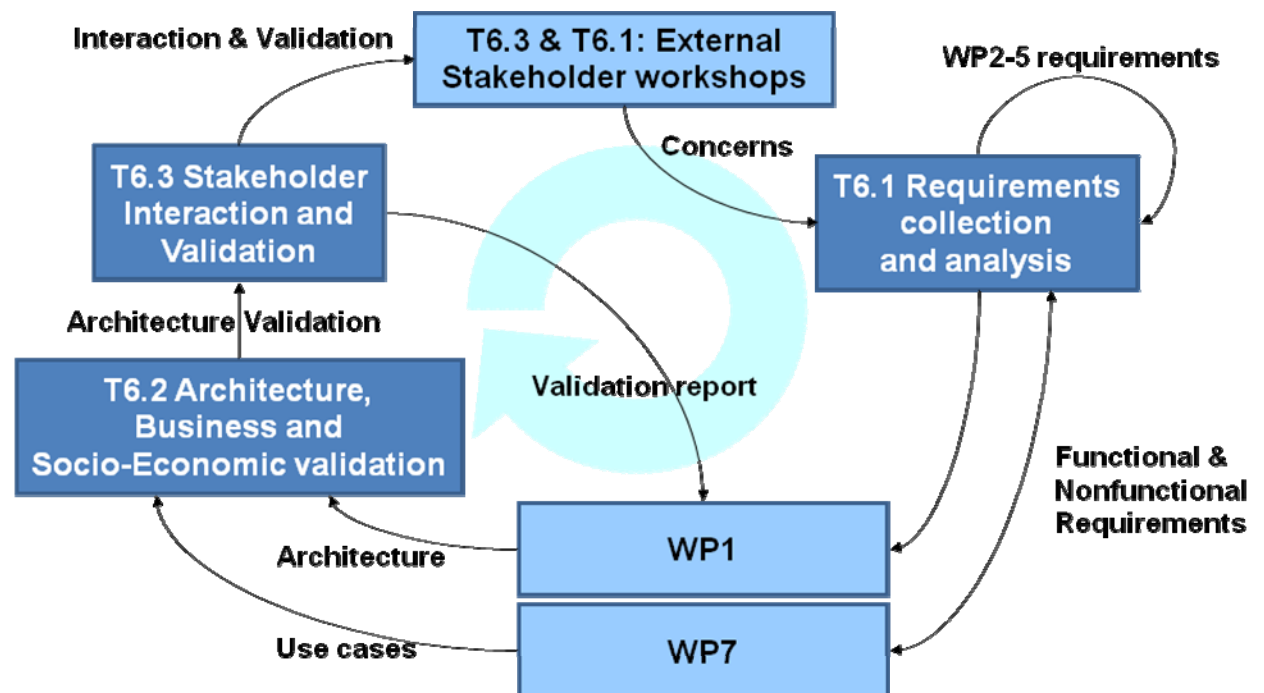 Interaction & Validation
T6.3 & T6.1: External
Stakeholder workshops
WP2-5 requirements
Concerns
T6.3 Stakeholder
Interaction and
Validation
T6.1 Requirements
collection
and analysis
Architecture Validation
T6.2 Architecture,
Business and
Socio-Economic validation
Validation report
Functional &
Nonfunctional
Requirements
WP1
Architecture
Use cases
WP7